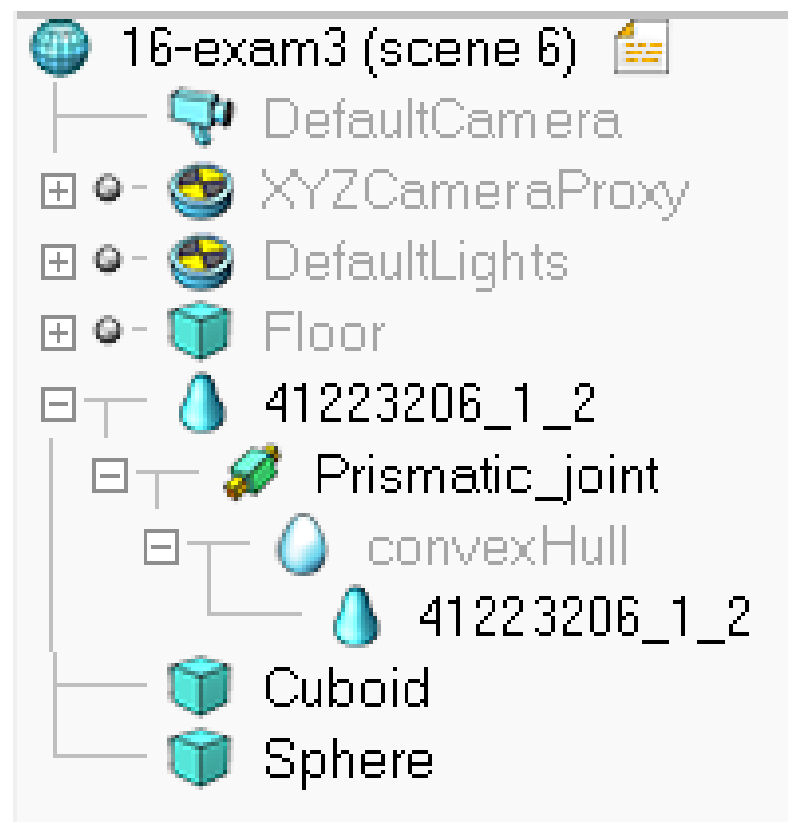 16-exam3 (scene 6)
DefaultCamera
XYZCameraProxy
DefaultLights
Floor
41223206_1_2
Prismatic_joint
convexHull
41223206_1_2
Cuboid
Sphere